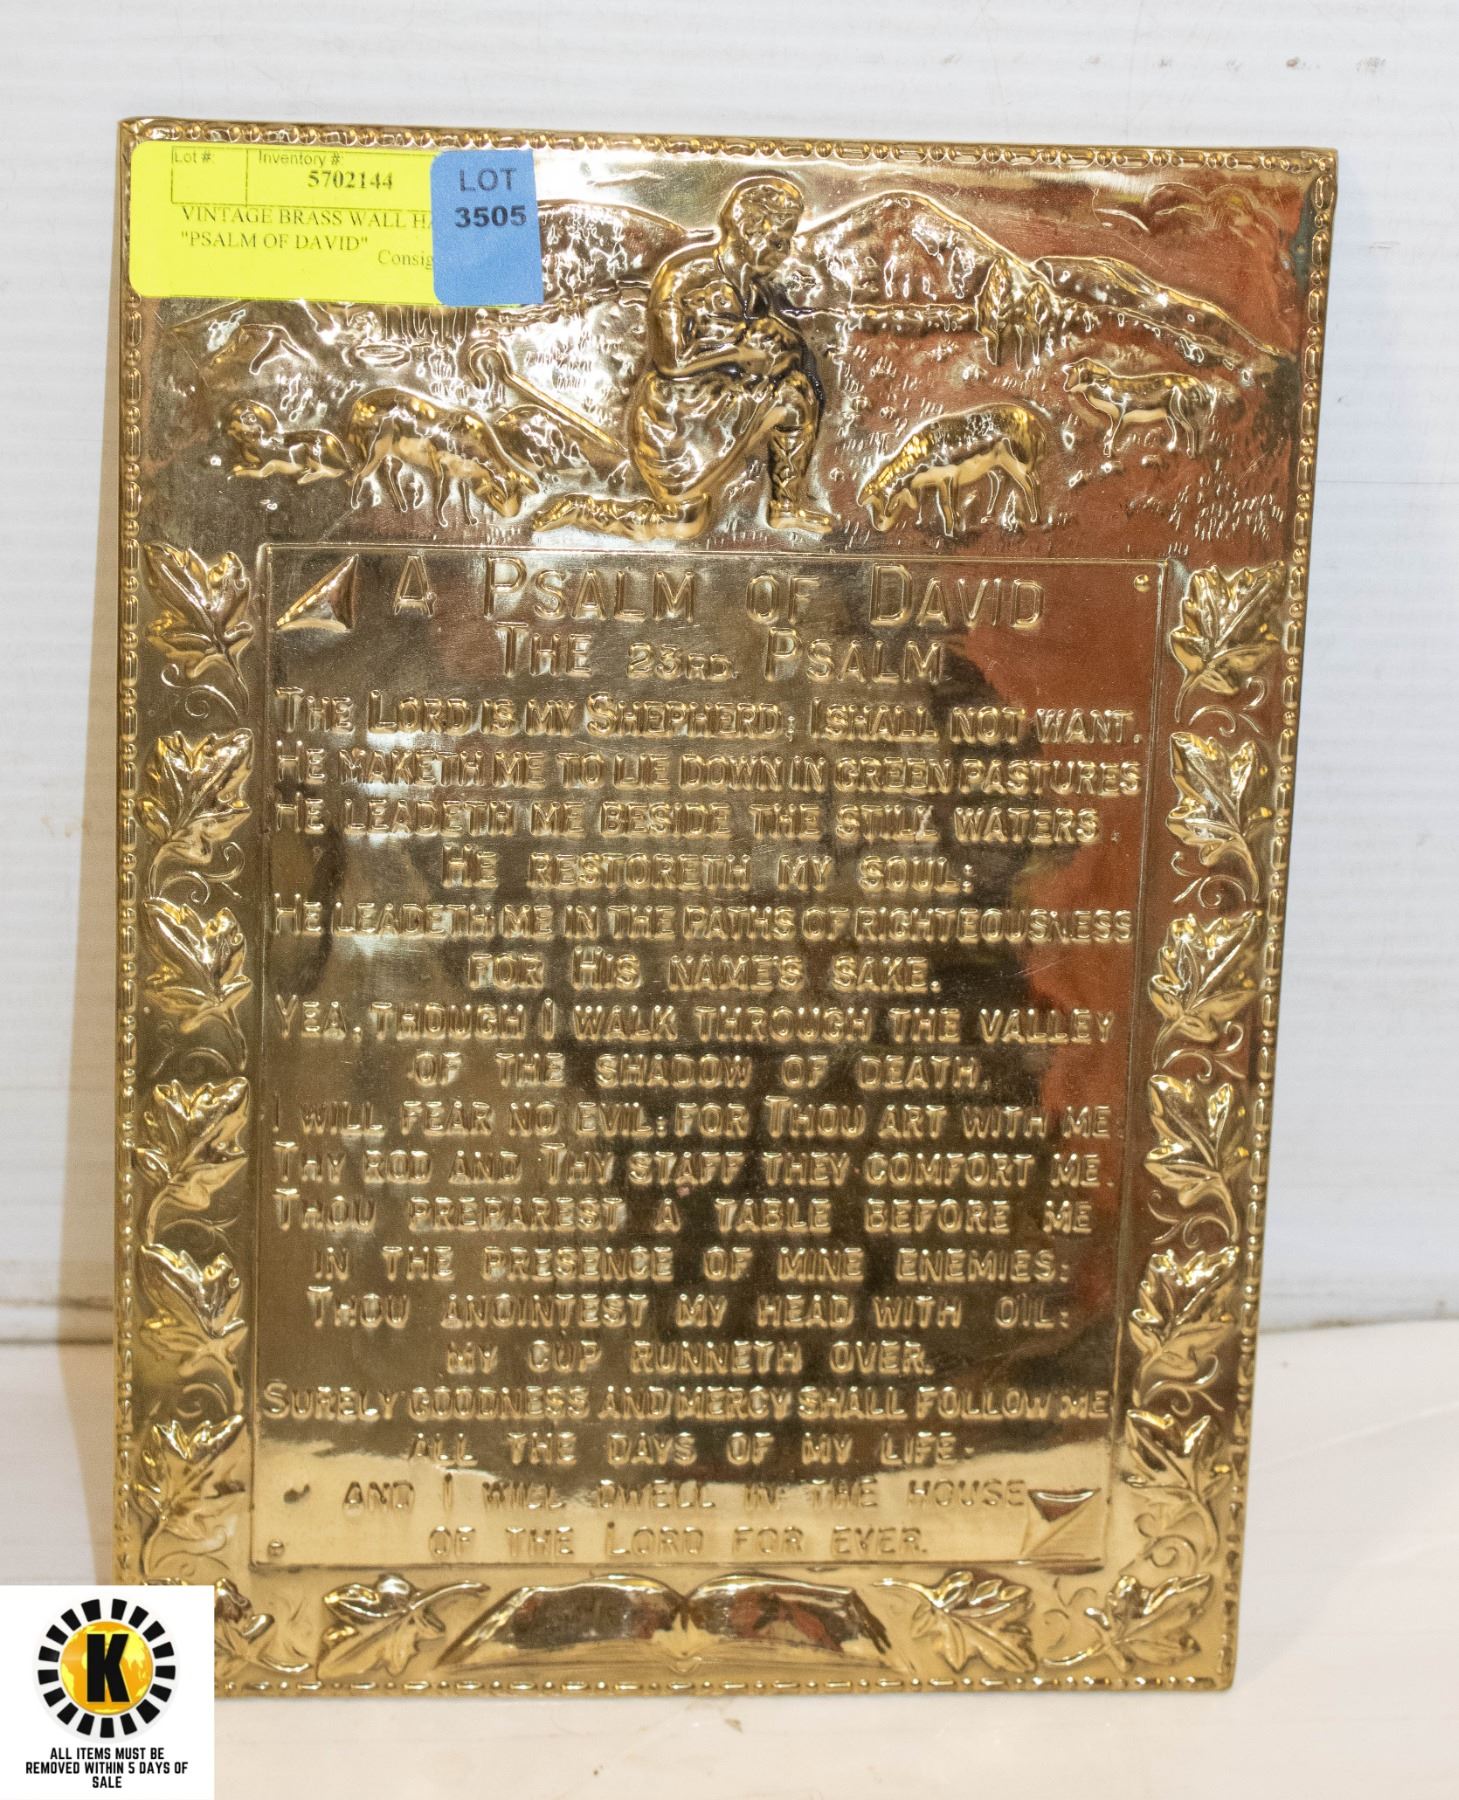 Lot #: Inventory #:
5702144
LOT
3505
VINTAGE BRASS WALL
"PSALM OF DAVID"
A PSALM OF DAVID
THE 23RD. PSALM
THE LORD IS MY SHEPHERD; I SHALL NOT WANT.
HE MAKETH ME TO LIE DOWN IN GREEN PASTURES
HE LEADETH ME BESIDE THE STILL WATERS.
HE RESTORETH MY SOUL:
HE LEADETH ME IN THE PATHS OF RIGHTEOUSNESS
FOR HIS NAME'S SAKE.
YEA, THOUGH I WALK THROUGH THE VALLEY
OF THE SHADOW OF DEATH,
I WILL FEAR NO EVIL: FOR THOU ART WITH ME:
THY ROD AND THY STAFF THEY COMFORT ME.
THOU PREPAREST A TABLE BEFORE ME
IN THE PRESENCE OF MINE ENEMIES:
THOU ANOINTEST MY HEAD WITH OIL:
MY CUP RUNNETH OVER.
SURELY GOODNESS AND MERCY SHALL FOLLOW ME
ALL THE DAYS OF MY LIFE.
AND I WILL DWELL IN THE HOUSE
OF THE LORD FOR EVER.
K
ALL ITEMS MUST BE
REMOVED WITHIN 5 DAYS OF
SALE